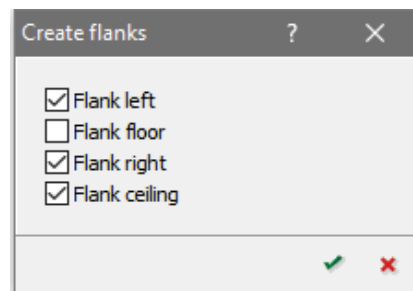 Create flanks ?
Flank left
Flank floor
Flank right
Flank ceiling